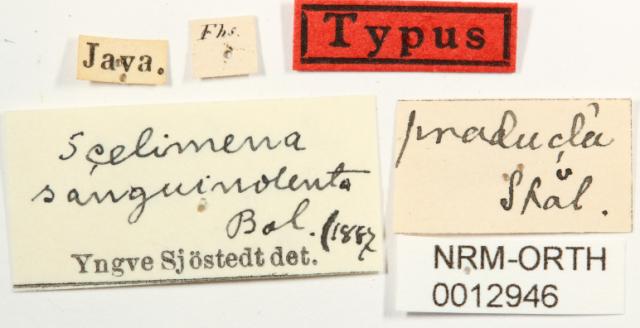 Java.
Fhs.
Typus
Scelimena
sanguinolenta
Bol. (1887
Yngve Sjöstedt det.
producta
Stål.
NRM-ORTH
0012946